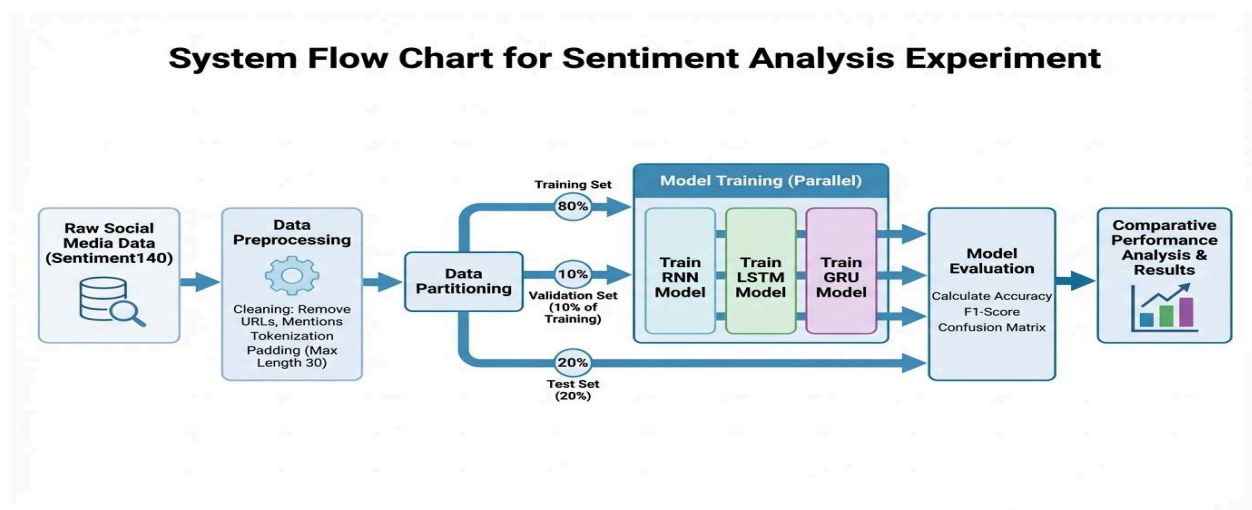 System Flow Chart for Sentiment Analysis Experiment
Raw Social
Media Data
(Sentiment140)
Data
Preprocessing
Cleaning: Remove
URLs, Mentions
Tokenization
Padding (Max
Length 30)
Data
Partitioning
Training Set
80%
10%
Validation Set
(10% of
Training)
20%
Test Set
(20%)
Model Training (Parallel)
Train
RNN
Model
Train
LSTM
Model
Train
GRU
Model
Model
Evaluation
Calculate Accuracy
F1-Score
Confusion Matrix
Comparative
Performance
Analysis &
Results